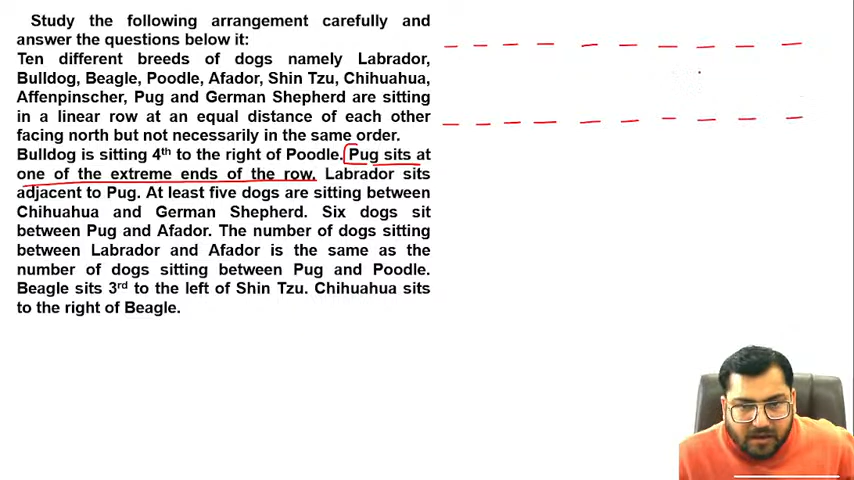 Study the following arrangement carefully and
answer the questions below it:
Ten different breeds of dogs namely Labrador,
Bulldog, Beagle, Poodle, Afador, Shin Tzu, Chihuahua,
Affenpinscher, Pug and German Shepherd are sitting
in a linear row at an equal distance of each other
facing north but not necessarily in the same order.
Bulldog is sitting 4th to the right of Poodle. Pug sits at
one of the extreme ends of the row. Labrador sits
adjacent to Pug. At least five dogs are sitting between
Chihuahua and German Shepherd. Six dogs sit
between Pug and Afador. The number of dogs sitting
between Labrador and Afador is the same as the
number of dogs sitting between Pug and Poodle.
Beagle sits 3rd to the left of Shin Tzu. Chihuahua sits
to the right of Beagle.